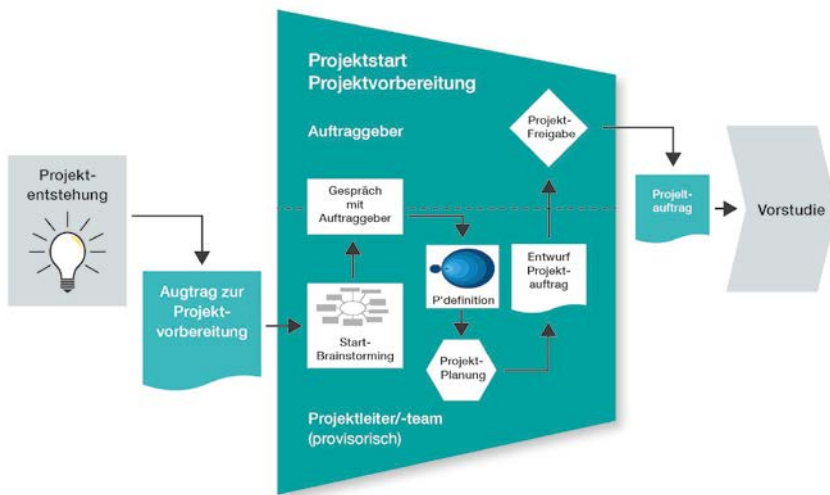 Projektstart
Projektvorbereitung
Auftraggeber
Projekt-
Freigabe
Projekt-
entstehung
Gespräch
mit
Auftraggeber
Projelt-
auftrag
Vorstudie
Augtrag zur
Projekt-
vorbereitung
Start-
Brainstorming
P'definition
Entwurf
Projekt-
auftrag
Projekt-
Planung
Projektleiter/-team
(provisorisch)